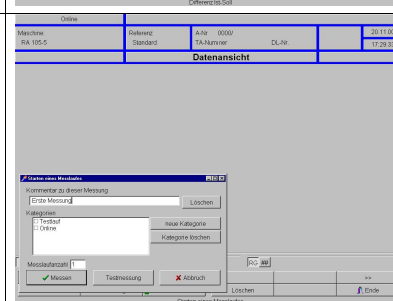 Differenz Ist-Soll
Online
Maschine Referenz A-Nr 0000/ 20.11.00
RA 105-5 Standard TA-Nummer DL-Nr. 17:29:33
Datenansicht
Starten eines Messlaufes
Kommentar zu dieser Messung
Erste Messung Löschen
Kategorien
Testlauf neue Kategorie
Online
Kategorie löschen
Messlaufanzahl 1
Messen Testmessung Abbruch
RG ##
>>
Löschen Ende
Starten eines Messlaufes